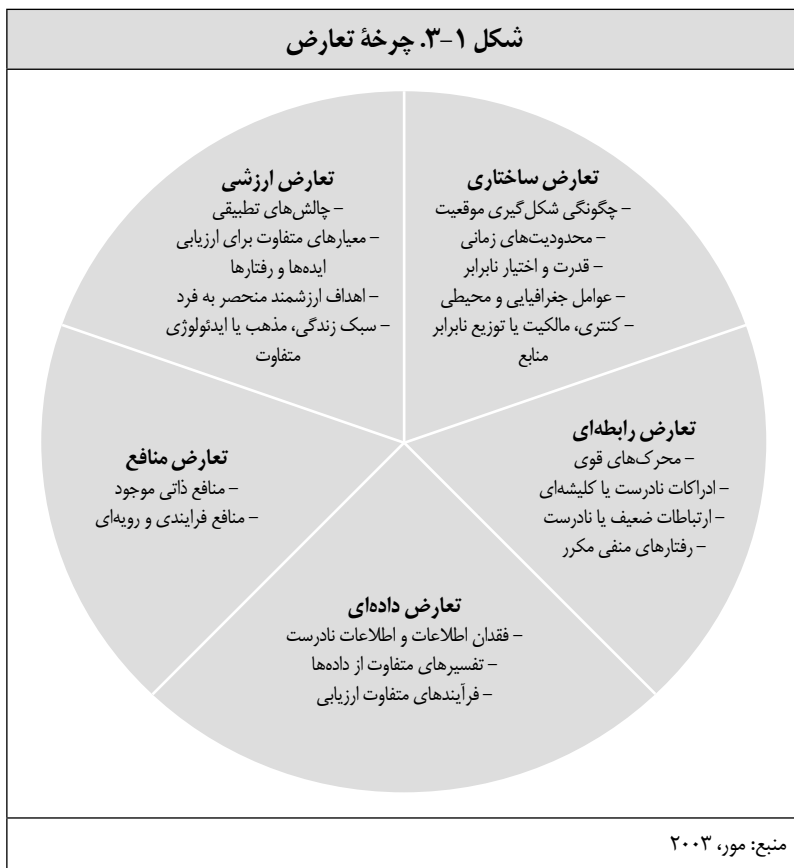 شکل ۱-۳. چرخهٔ تعارض
تعارض ساختاری
– چگونگی شکل‌گیری موقعیت
– محدودیت‌های زمانی
– قدرت و اختیار نابرابر
– عوامل جغرافیایی و محیطی
– کنتری، مالکیت یا توزیع نابرابر
منابع
تعارض ارزشی
– چالش‌های تطبیقی
– معیارهای متفاوت برای ارزیابی
ایده‌ها و رفتارها
– اهداف ارزشمند منحصر به فرد
– سبک زندگی، مذهب یا ایدئولوژی
متفاوت
تعارض رابطه‌ای
– محرک‌های قوی
– ادراکات نادرست یا کلیشه‌ای
– ارتباطات ضعیف یا نادرست
– رفتارهای منفی مکرر
تعارض منافع
– منافع ذاتی موجود
– منافع فرایندی و رویه‌ای
تعارض داده‌ای
– فقدان اطلاعات و اطلاعات نادرست
– تفسیرهای متفاوت از داده‌ها
– فرآیندهای متفاوت ارزیابی
منبع: مور، ۲۰۰۳